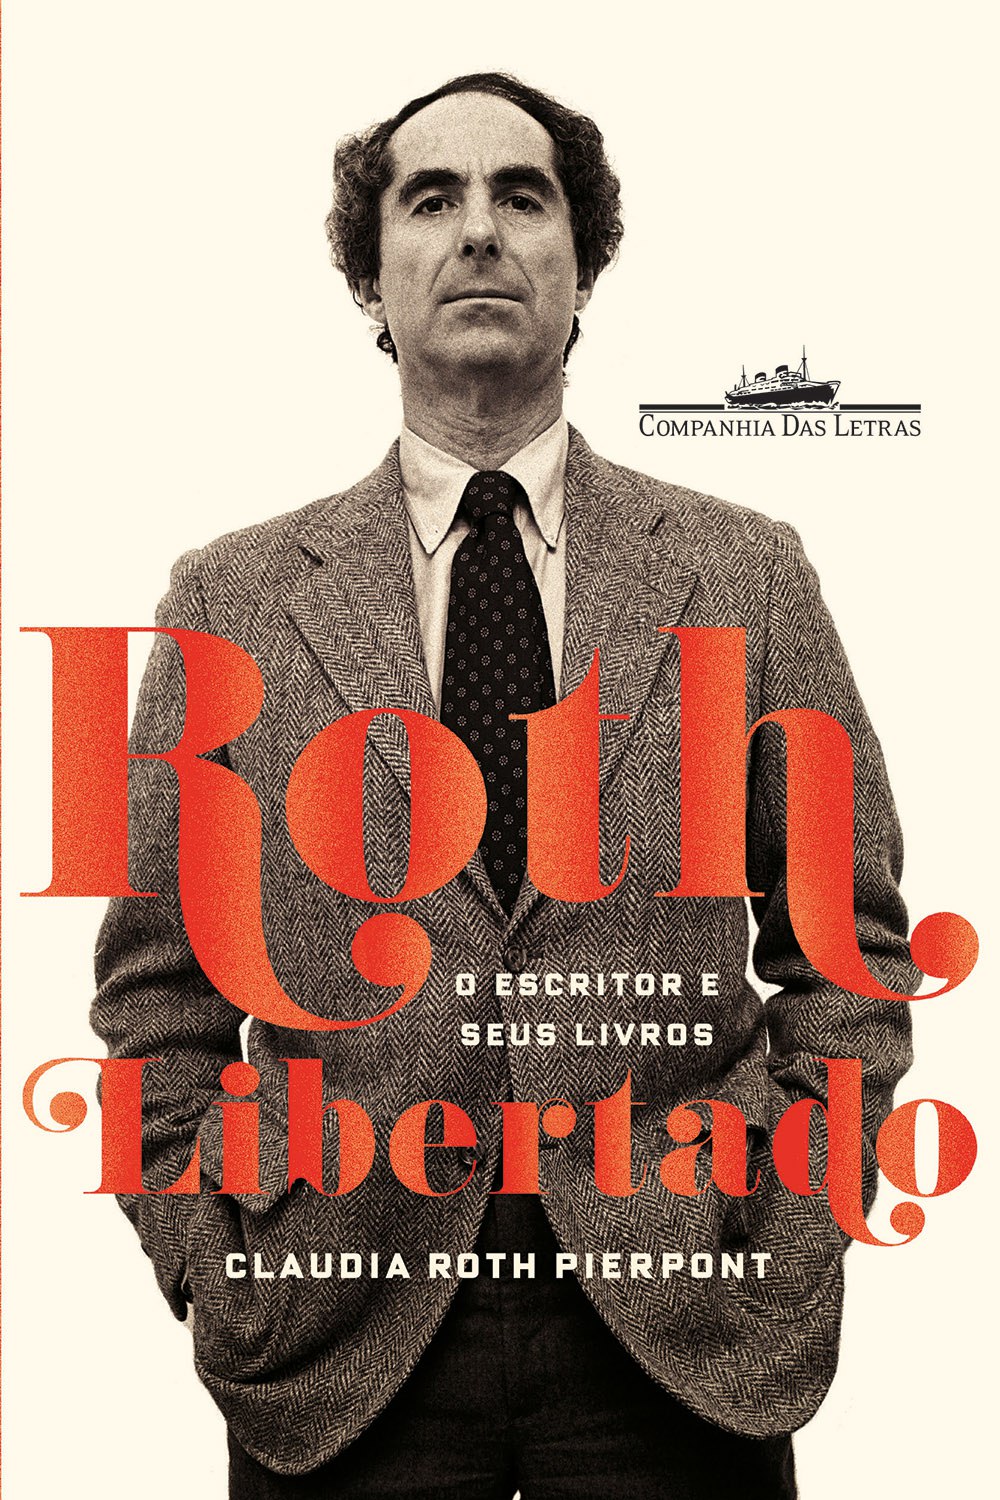 COMPANHIA DAS LETRAS
Roth
O ESCRITOR E
SEUS LIVROS
Libertado
CLAUDIA ROTH PIERPONT